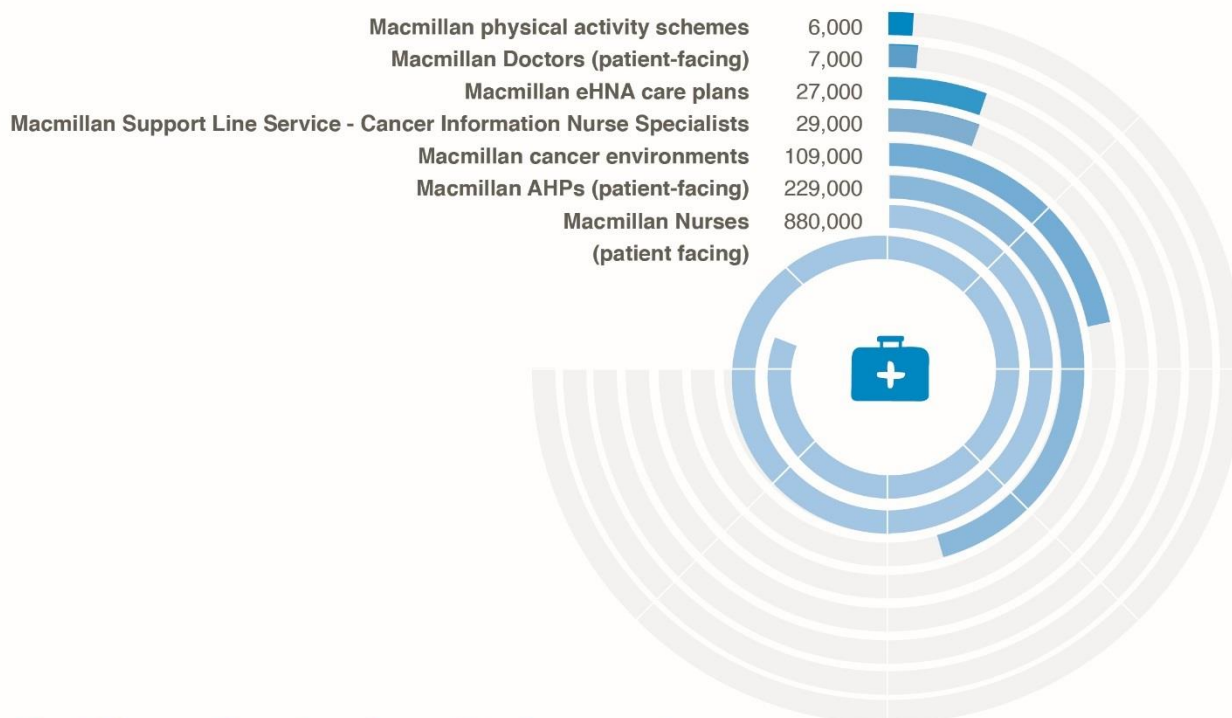 Macmillan physical activity schemes 6,000
Macmillan Doctors (patient-facing) 7,000
Macmillan eHNA care plans 27,000
Macmillan Support Line Service - Cancer Information Nurse Specialists 29,000
Macmillan cancer environments 109,000
Macmillan AHPs (patient-facing) 229,000
Macmillan Nurses 880,000
(patient facing)